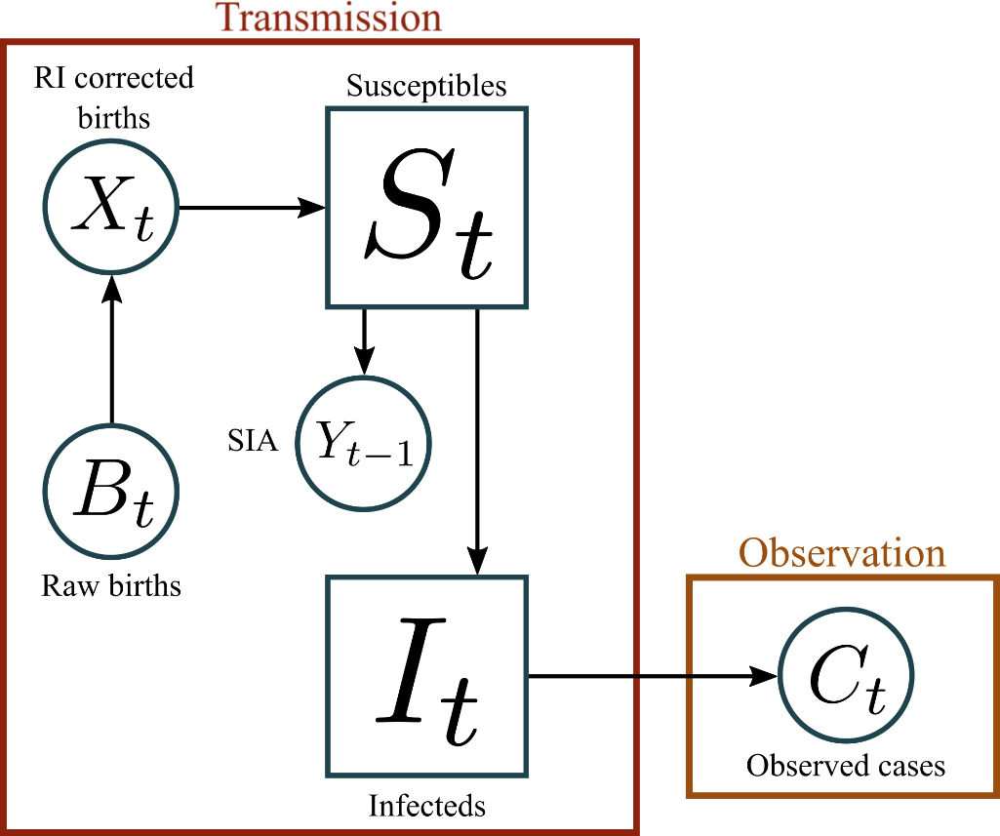 Transmission
RI corrected
births
Susceptibles
X_t
S_t
SIA
Y_{t-1}
B_t
Raw births
Observation
I_t
C_t
Observed cases
Infecteds